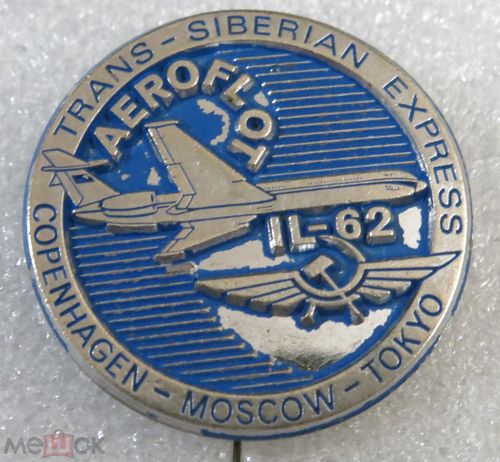 TRANS - SIBERIAN EXPRESS
AEROFLOT
IL-62
COPENHAGEN - MOSCOW - TOKYO
мешок